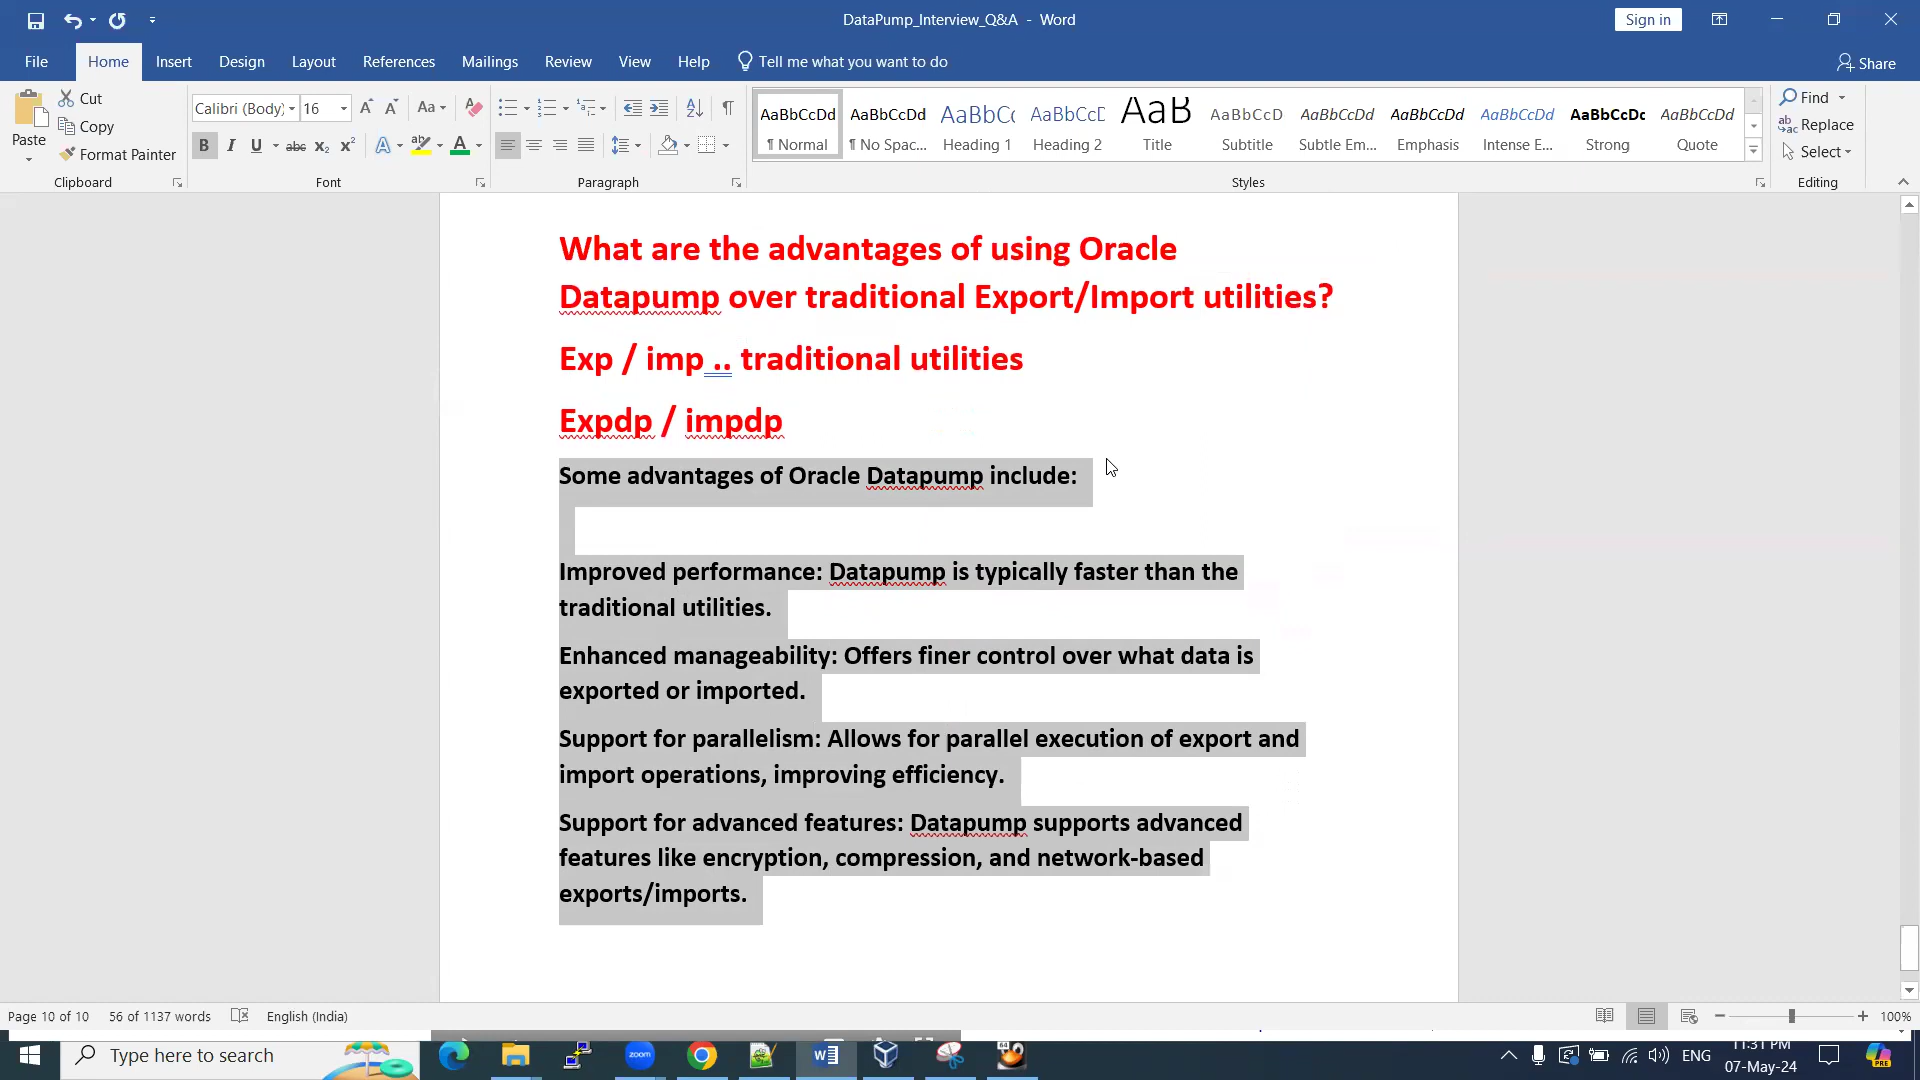 DataPump_Interview_Q&A - Word
Sign in
File Home Insert Design Layout References Mailings Review View Help Tell me what you want to do
Share
Paste
Cut
Copy
Format Painter
Clipboard
Calibri (Body) 16
Font
Paragraph
AaBbCcDd AaBbCcDd AaBbCc AaBbCcD AaB AaBbCcD AaBbCcDd AaBbCcDd AaBbCcDd AaBbCcDc AaBbCcDd
¶ Normal ¶ No Spac... Heading 1 Heading 2 Title Subtitle Subtle Em... Emphasis Intense E... Strong Quote
Styles
Find
Replace
Select
Editing
What are the advantages of using Oracle
Datapump over traditional Export/Import utilities?
Exp / imp .. traditional utilities
Expdp / impdp
Some advantages of Oracle Datapump include:
Improved performance: Datapump is typically faster than the
traditional utilities.
Enhanced manageability: Offers finer control over what data is
exported or imported.
Support for parallelism: Allows for parallel execution of export and
import operations, improving efficiency.
Support for advanced features: Datapump supports advanced
features like encryption, compression, and network-based
exports/imports.
Page 10 of 10 56 of 1137 words English (India) 100%
Type here to search
zoom
ENG
11:31 PM
07-May-24